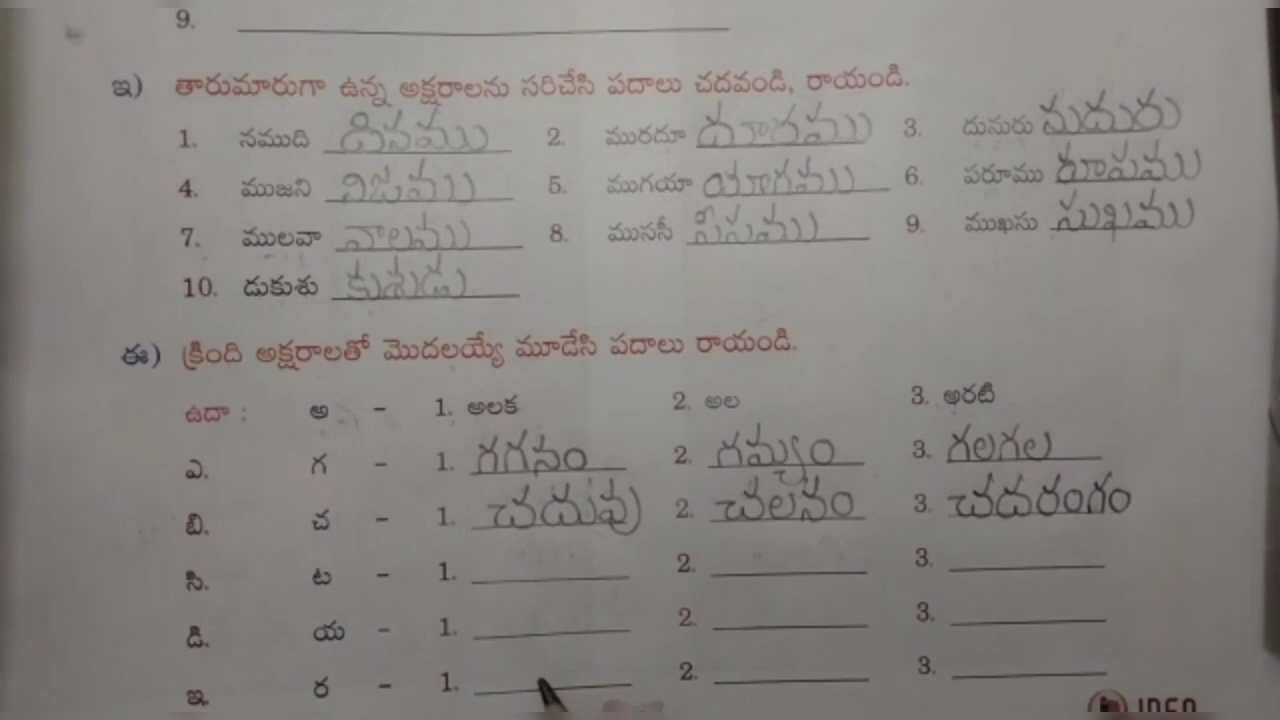 9.
ఇ) తారుమారుగా ఉన్న అక్షరాలను సరిచేసి పదాలు చదవండి, రాయండి.
1. నముది దినము 2. మురదూ దూరము 3. దుసురు మదురు
4. ముజని నిజము 5. ముగయా యాగము 6. పరూము రూపము
7. ములవా వాలము 8. ముససీ సీసము 9. ముఖసు సుఖము
10. డుకుశు కుశుడు
ఈ) క్రింది అక్షరాలతో మొదలయ్యే మూడేసి పదాలు రాయండి.
ఉదా : అ – 1. అలక 2. అల 3. అరటి
ఎ. గ – 1. గగనం 2. గమ్యం 3. గలగల
బి. చ – 1. చదువు 2. చలనం 3. చదరంగం
సి. ట – 1. 2. 3.
డి. య – 1. 2. 3.
ఇ. ర – 1. 2. 3.